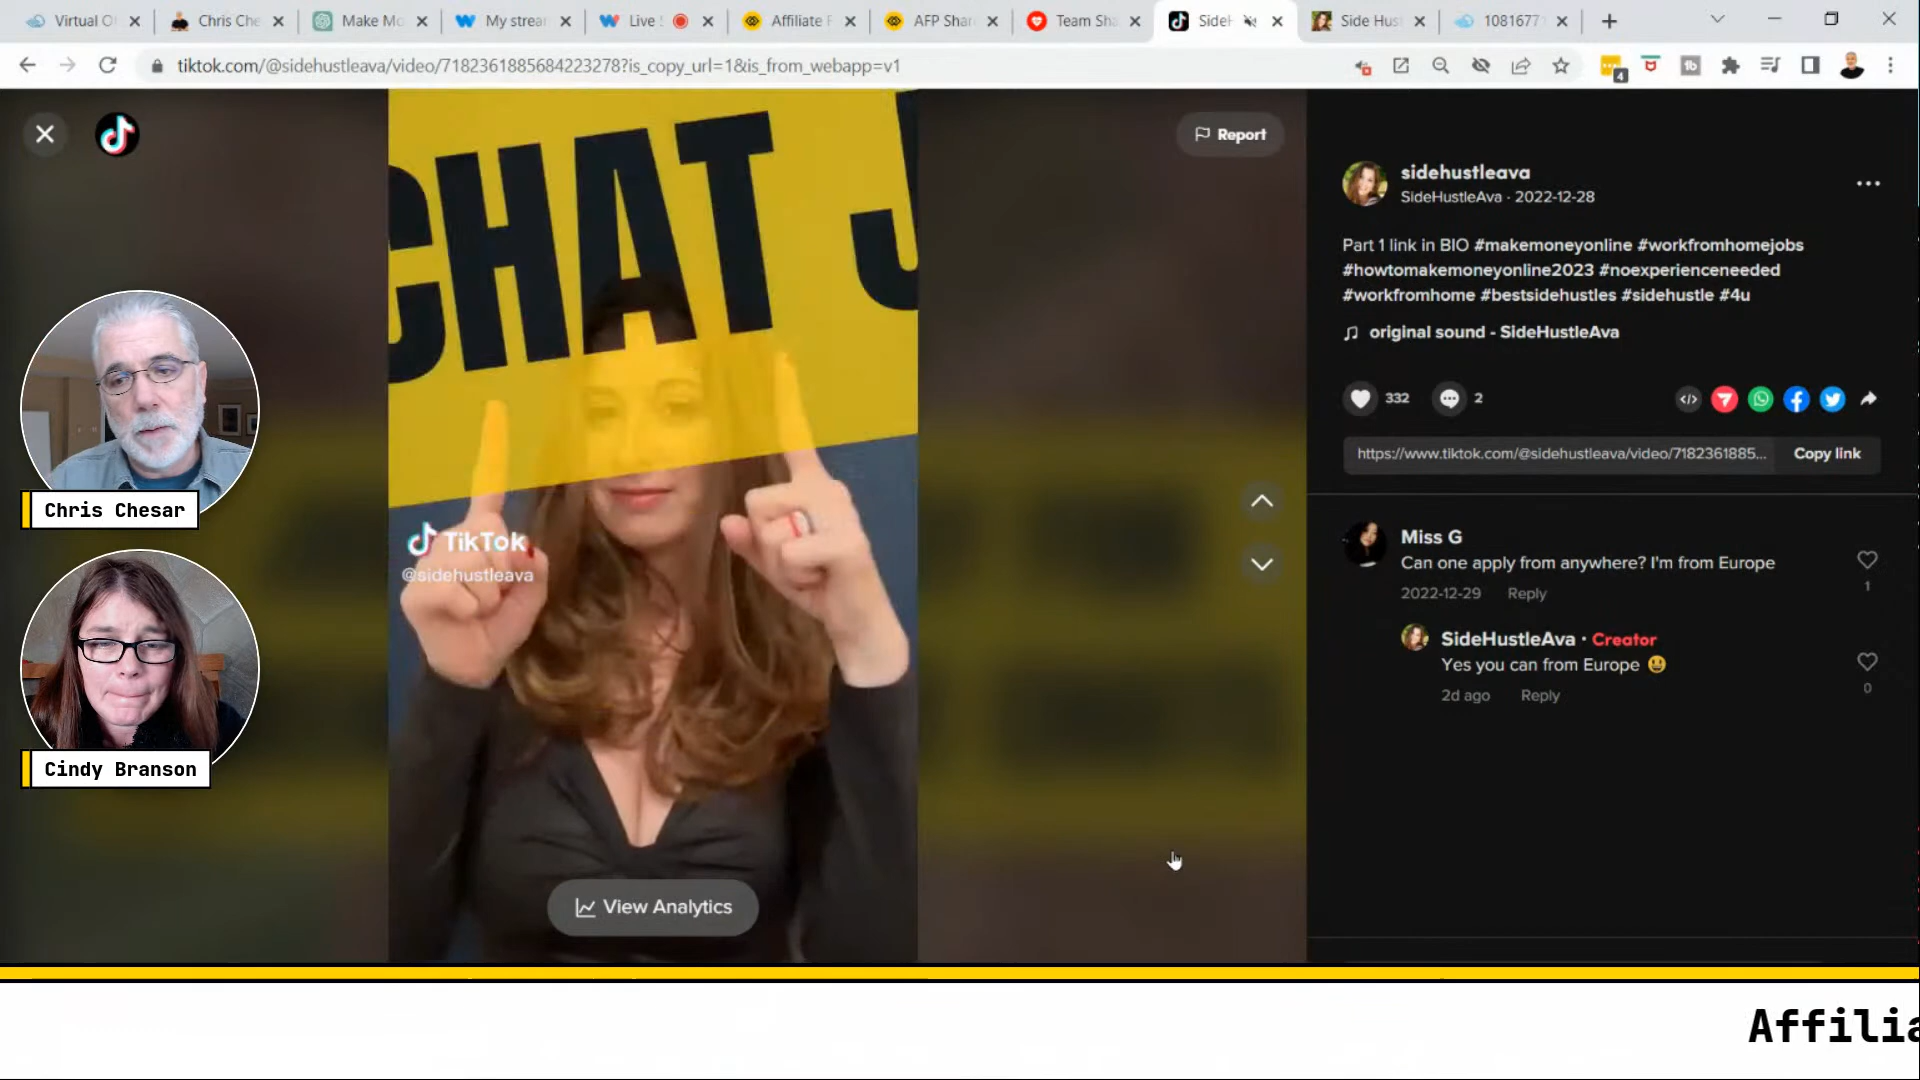 Virtual O
Chris Che
Make Mo
My strea
Live
Affiliate F
AFP Shar
Team Sha
SideH
Side Hus
1081677
tiktok.com/@sidehustleava/video/7182361885684223278?is_copy_url=1&is_from_webapp=v1
4
CHAT J
Report
TikTok
@sidehustleava
View Analytics
Chris Chesar
Cindy Branson
sidehustleava
SideHustleAva · 2022-12-28
Part 1 link in BIO #makemoneyonline #workfromhomejobs
#howtomakemoneyonline2023 #noexperienceneeded
#workfromhome #bestsidehustles #sidehustle #4u
original sound - SideHustleAva
332
2
https://www.tiktok.com/@sidehustleava/video/7182361885...
Copy link
Miss G
Can one apply from anywhere? I'm from Europe
1
2022-12-29 Reply
SideHustleAva · Creator
Yes you can from Europe 😃
0
2d ago Reply
Affilia